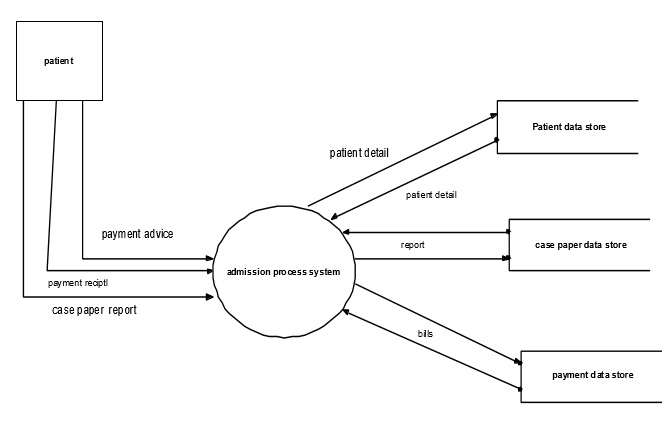 patient
patient detail
Patient data store
patient detail
payment advice
report
case paper data store
admission process system
payment reciptl
case paper report
bills
payment data store